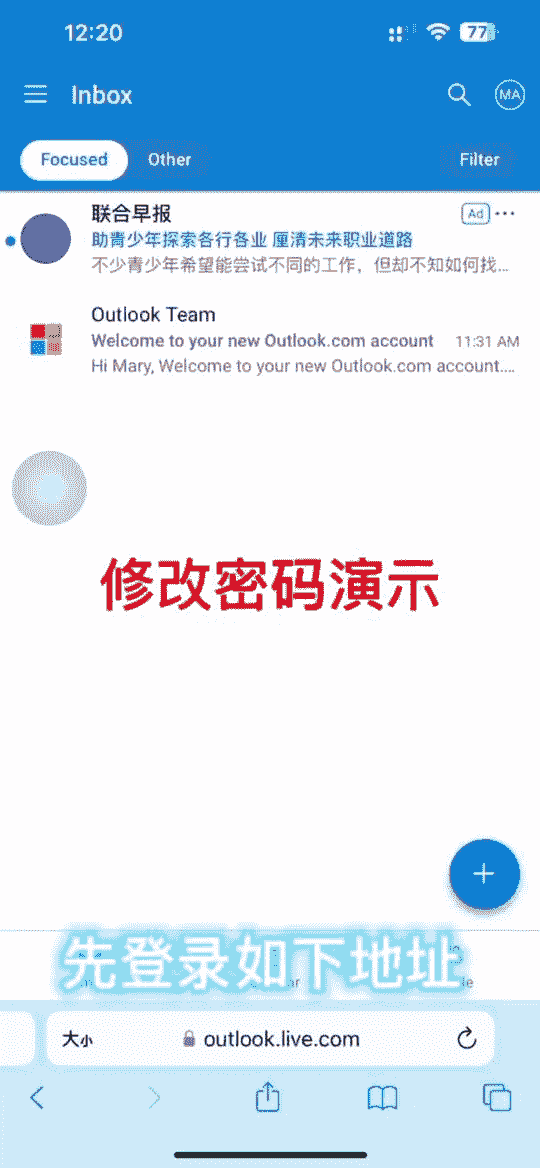 12:20
77
Inbox
MA
Focused
Other
Filter
联合早报
Ad
助青少年探索各行各业 厘清未来职业道路
不少青少年希望能尝试不同的工作，但却不知如何找...
Outlook Team
Welcome to your new Outlook.com account
11:31 AM
Hi Mary, Welcome to your new Outlook.com account....
修改密码演示
先登录如下地址
大小
outlook.live.com